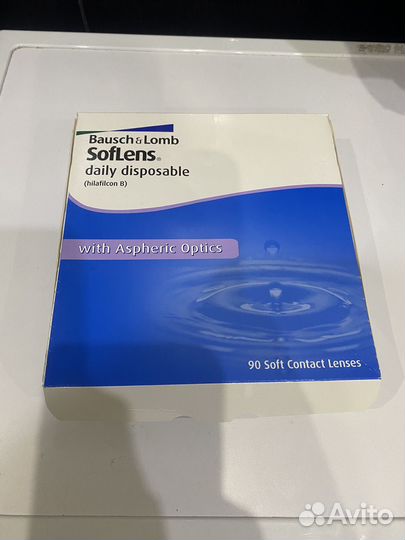 Bausch & Lomb
SofLens®
daily disposable
(hilafilcon B)
with Aspheric Optics
90 Soft Contact Lenses
Avito